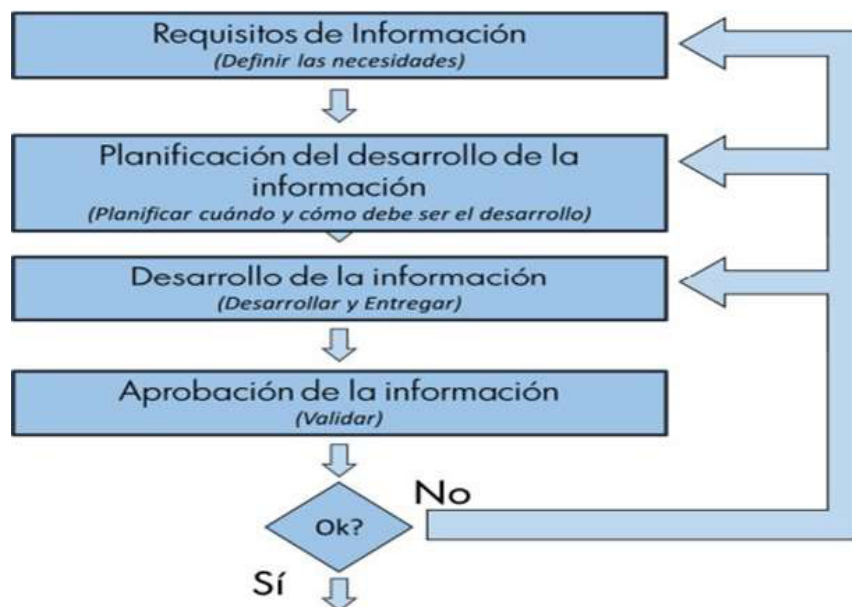 Requisitos de Información
(Definir las necesidades)
Planificación del desarrollo de la
información
(Planificar cuándo y cómo debe ser el desarrollo)
Desarrollo de la información
(Desarrollar y Entregar)
Aprobación de la información
(Validar)
No
Ok?
Sí